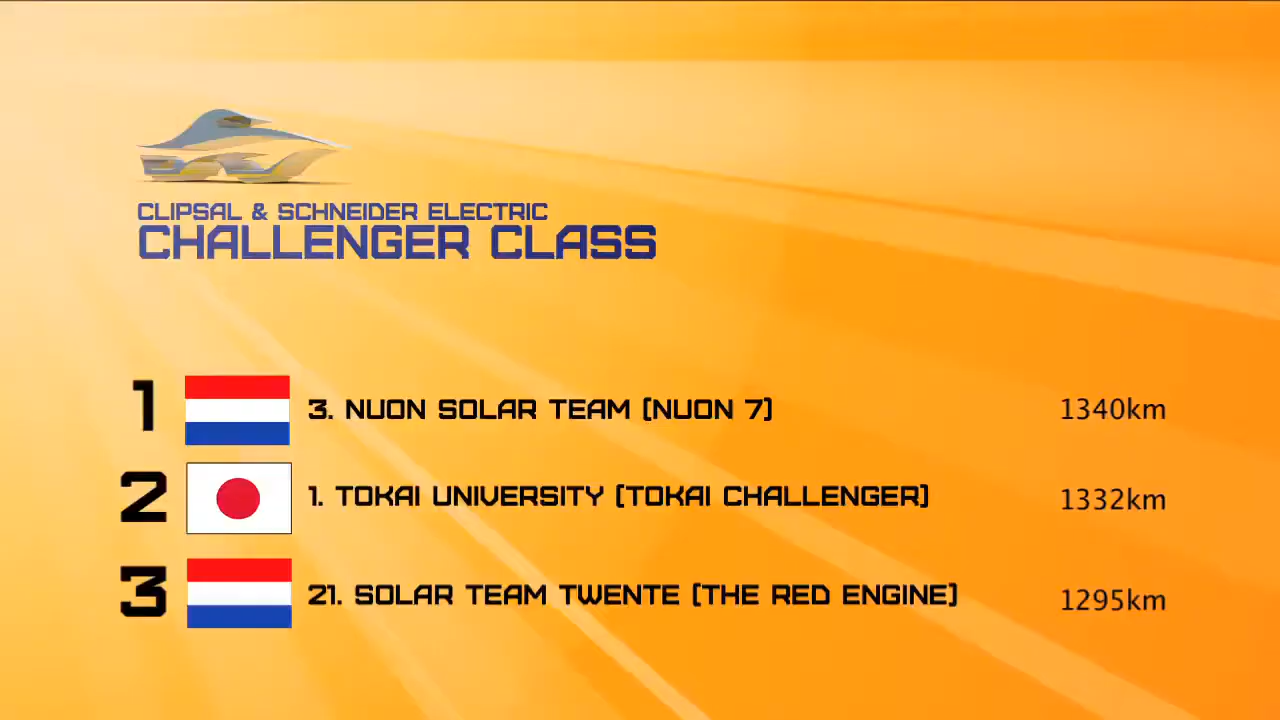 CLIPSAL & SCHNEIDER ELECTRIC
CHALLENGER CLASS
1 3. NUON SOLAR TEAM (NUON 7) 1340km
2 1. TOKAI UNIVERSITY (TOKAI CHALLENGER) 1332km
3 21. SOLAR TEAM TWENTE (THE RED ENGINE) 1295km